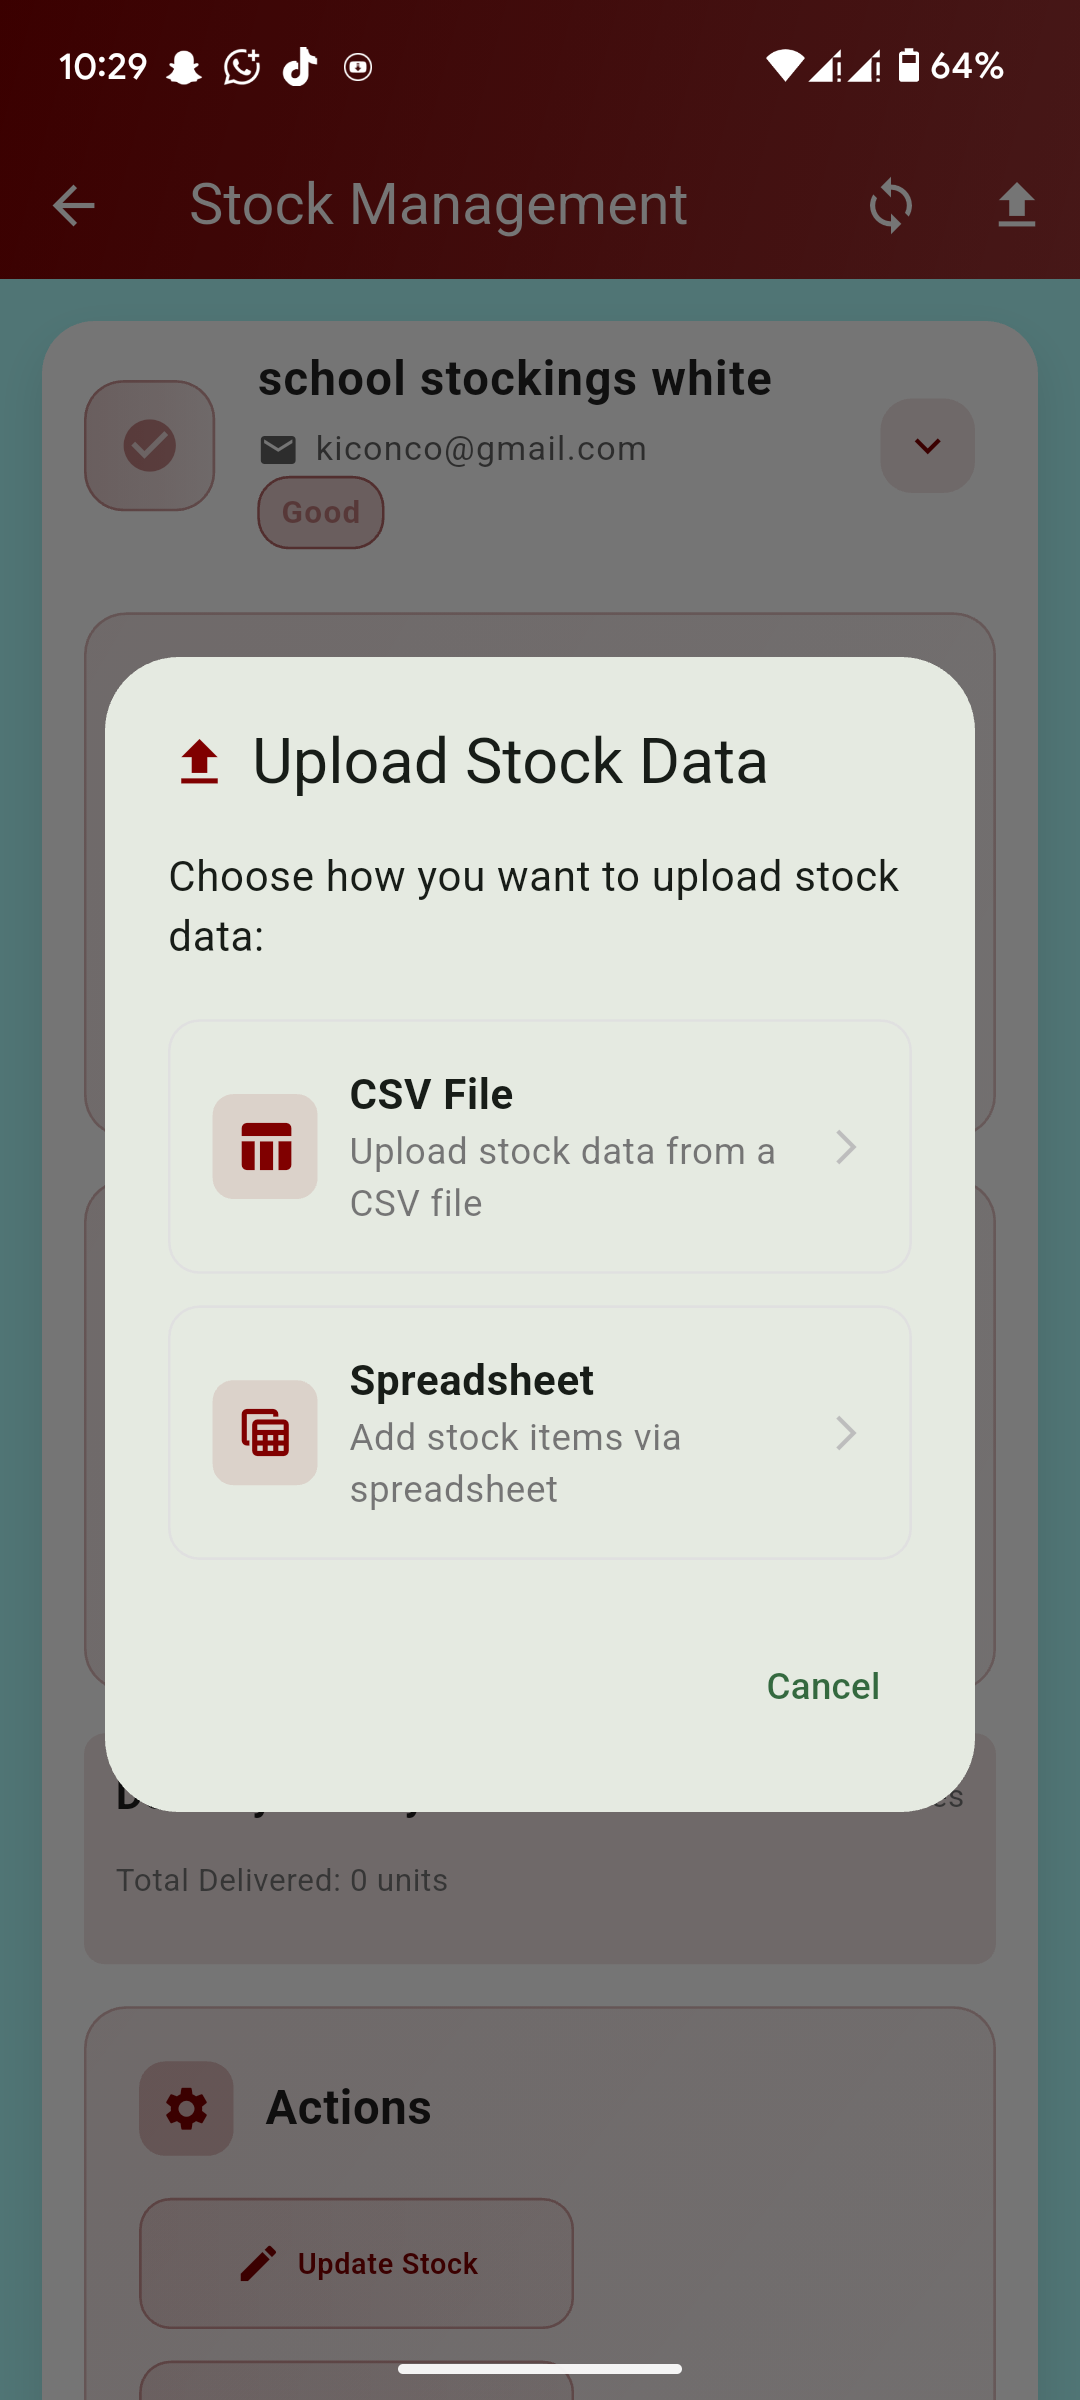 10:29
64%
Stock Management
school stockings white
kiconco@gmail.com
Good
Upload Stock Data
Choose how you want to upload stock
data:
CSV File
Upload stock data from a
CSV file
Spreadsheet
Add stock items via
spreadsheet
Cancel
Total Delivered: 0 units
Actions
Update Stock